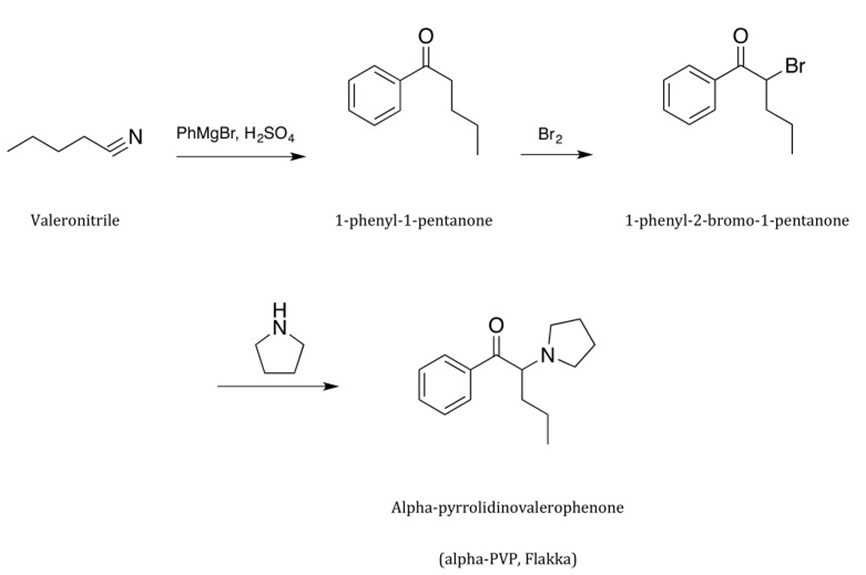 O
O
Br
N
PhMgBr, H₂SO₄
Br₂
Valeronitrile
1-phenyl-1-pentanone
1-phenyl-2-bromo-1-pentanone
H
N
O
N
Alpha-pyrrolidinovalerophenone
(alpha-PVP, Flakka)